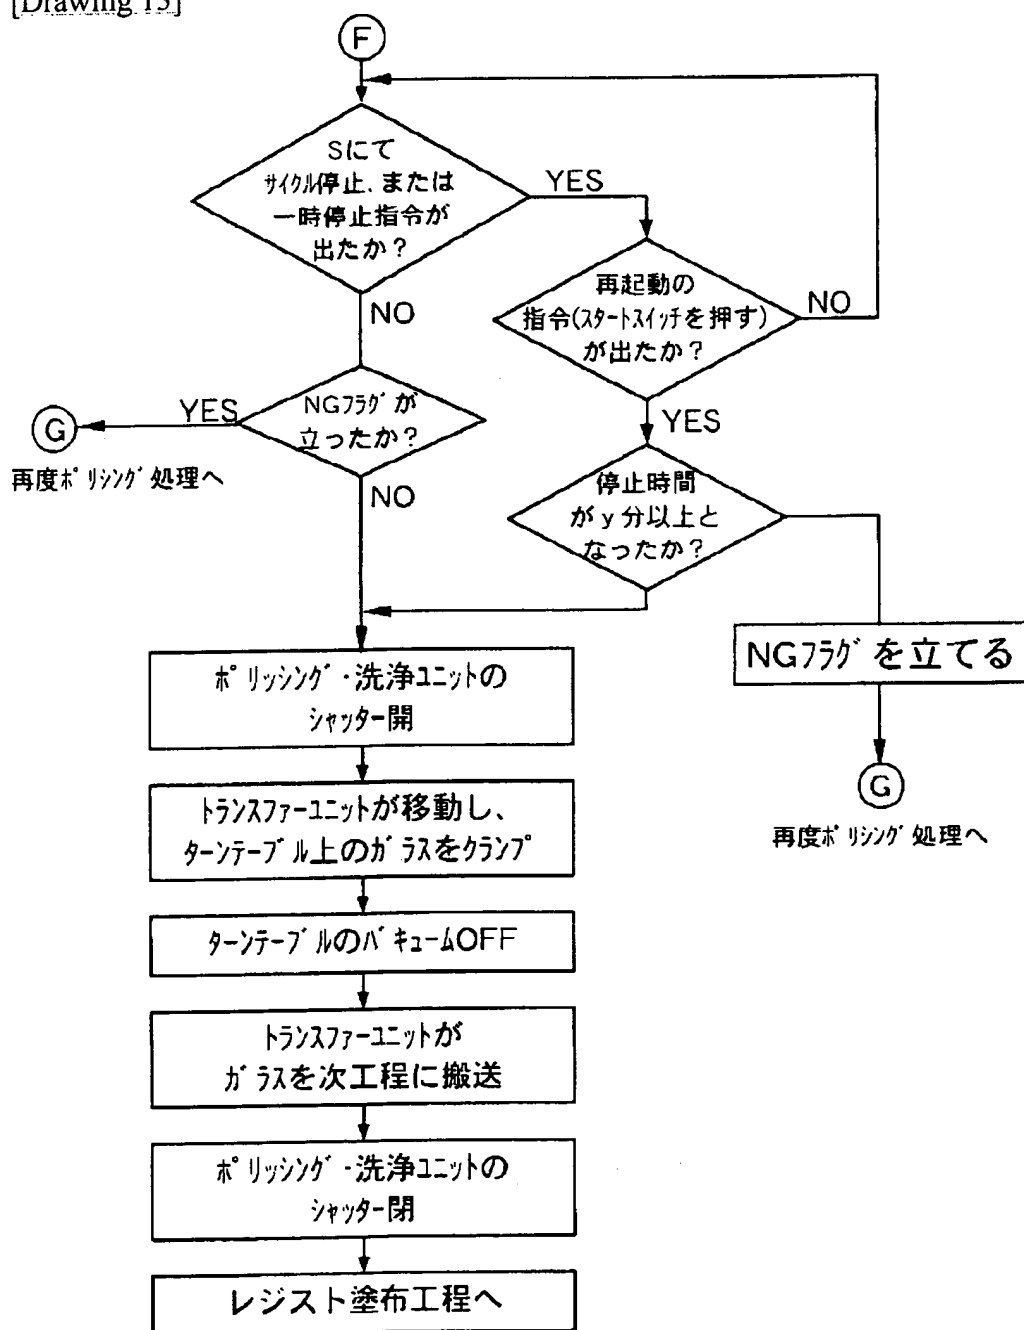 [Drawing 15]
F
Sにて
サイクル停止、または
一時停止指令が
出たか？
YES
NO
再起動の
指令(スタートスイッチを押す)
が出たか？
NO
YES
NGフラグが
立ったか？
YES
G
再度ポリシング処理へ
NO
停止時間
がy分以上と
なったか？
NGフラグを立てる
G
再度ポリシング処理へ
ポリッシング・洗浄ユニットの
シャッター開
トランスファーユニットが移動し、
ターンテーブル上のガラスをクランプ
ターンテーブルのバキュームOFF
トランスファーユニットが
ガラスを次工程に搬送
ポリッシング・洗浄ユニットの
シャッター閉
レジスト塗布工程へ